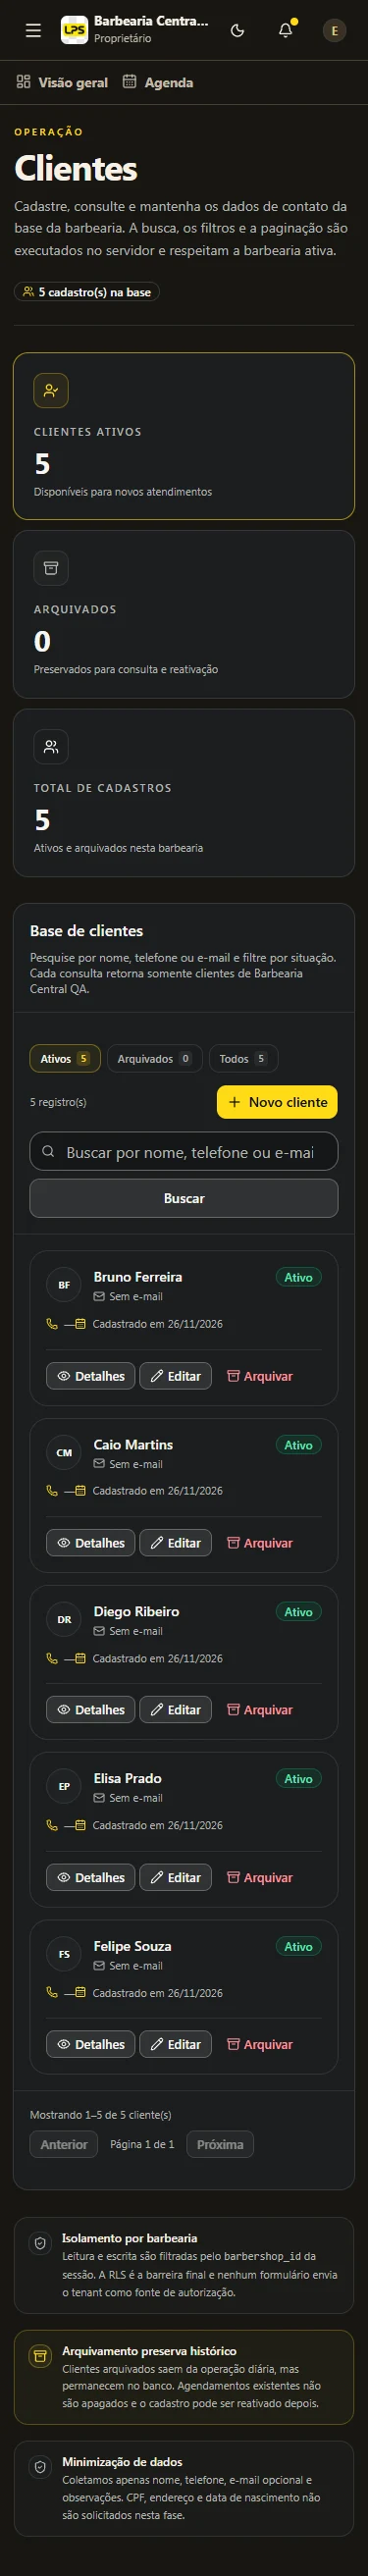 LPS
Barbearia Centra...
Proprietário
E
Visão geral
Agenda
OPERAÇÃO
Clientes
Cadastre, consulte e mantenha os dados de contato da
base da barbearia. A busca, os filtros e a paginação são
executados no servidor e respeitam a barbearia ativa.
5 cadastro(s) na base
CLIENTES ATIVOS
5
Disponíveis para novos atendimentos
ARQUIVADOS
0
Preservados para consulta e reativação
TOTAL DE CADASTROS
5
Ativos e arquivados nesta barbearia
Base de clientes
Pesquise por nome, telefone ou e-mail e filtre por situação.
Cada consulta retorna somente clientes de Barbearia
Central QA.
Ativos 5
Arquivados 0
Todos 5
5 registro(s)
+ Novo cliente
Buscar por nome, telefone ou e-mai
Buscar
BF
Bruno Ferreira
Ativo
Sem e-mail
— Cadastrado em 26/11/2026
Detalhes
Editar
Arquivar
CM
Caio Martins
Ativo
Sem e-mail
— Cadastrado em 26/11/2026
Detalhes
Editar
Arquivar
DR
Diego Ribeiro
Ativo
Sem e-mail
— Cadastrado em 26/11/2026
Detalhes
Editar
Arquivar
EP
Elisa Prado
Ativo
Sem e-mail
— Cadastrado em 26/11/2026
Detalhes
Editar
Arquivar
FS
Felipe Souza
Ativo
Sem e-mail
— Cadastrado em 26/11/2026
Detalhes
Editar
Arquivar
Mostrando 1–5 de 5 cliente(s)
Anterior
Página 1 de 1
Próxima
Isolamento por barbearia
Leitura e escrita são filtradas pelo barbershop_id da
sessão. A RLS é a barreira final e nenhum formulário envia
o tenant como fonte de autorização.
Arquivamento preserva histórico
Clientes arquivados saem da operação diária, mas
permanecem no banco. Agendamentos existentes não
são apagados e o cadastro pode ser reativado depois.
Minimização de dados
Coletamos apenas nome, telefone, e-mail opcional e
observações. CPF, endereço e data de nascimento não
são solicitados nesta fase.